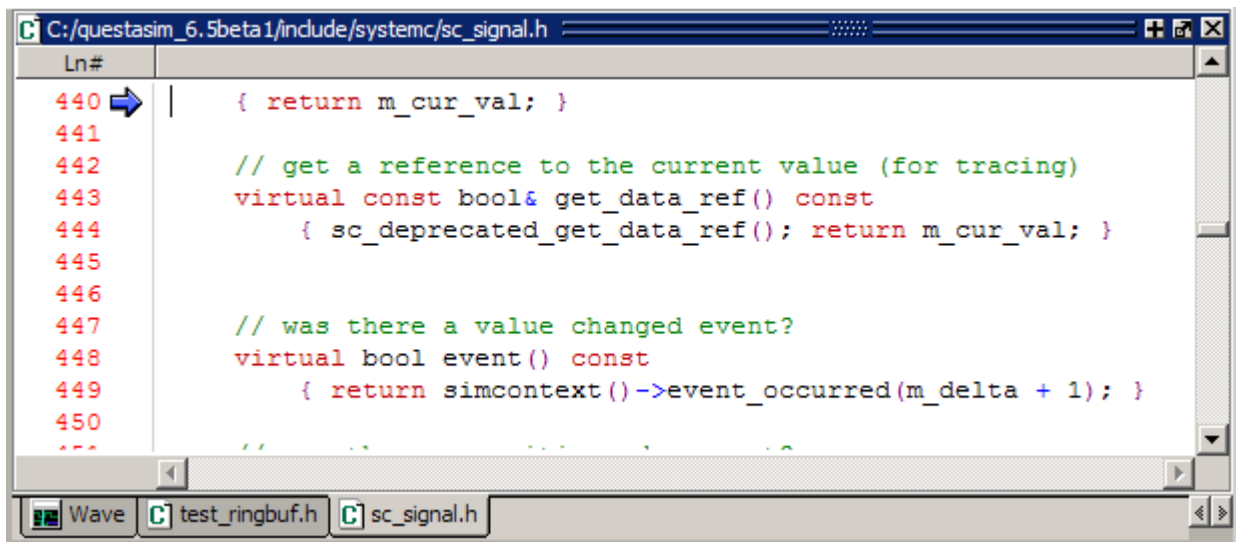 C:/questasim_6.5beta1/include/systemc/sc_signal.h
Ln#
440 { return m_cur_val; }
441
442 // get a reference to the current value (for tracing)
443 virtual const bool& get_data_ref() const
444 { sc_deprecated_get_data_ref(); return m_cur_val; }
445
446
447 // was there a value changed event?
448 virtual bool event() const
449 { return simcontext()->event_occurred(m_delta + 1); }
450
Wave test_ringbuf.h sc_signal.h